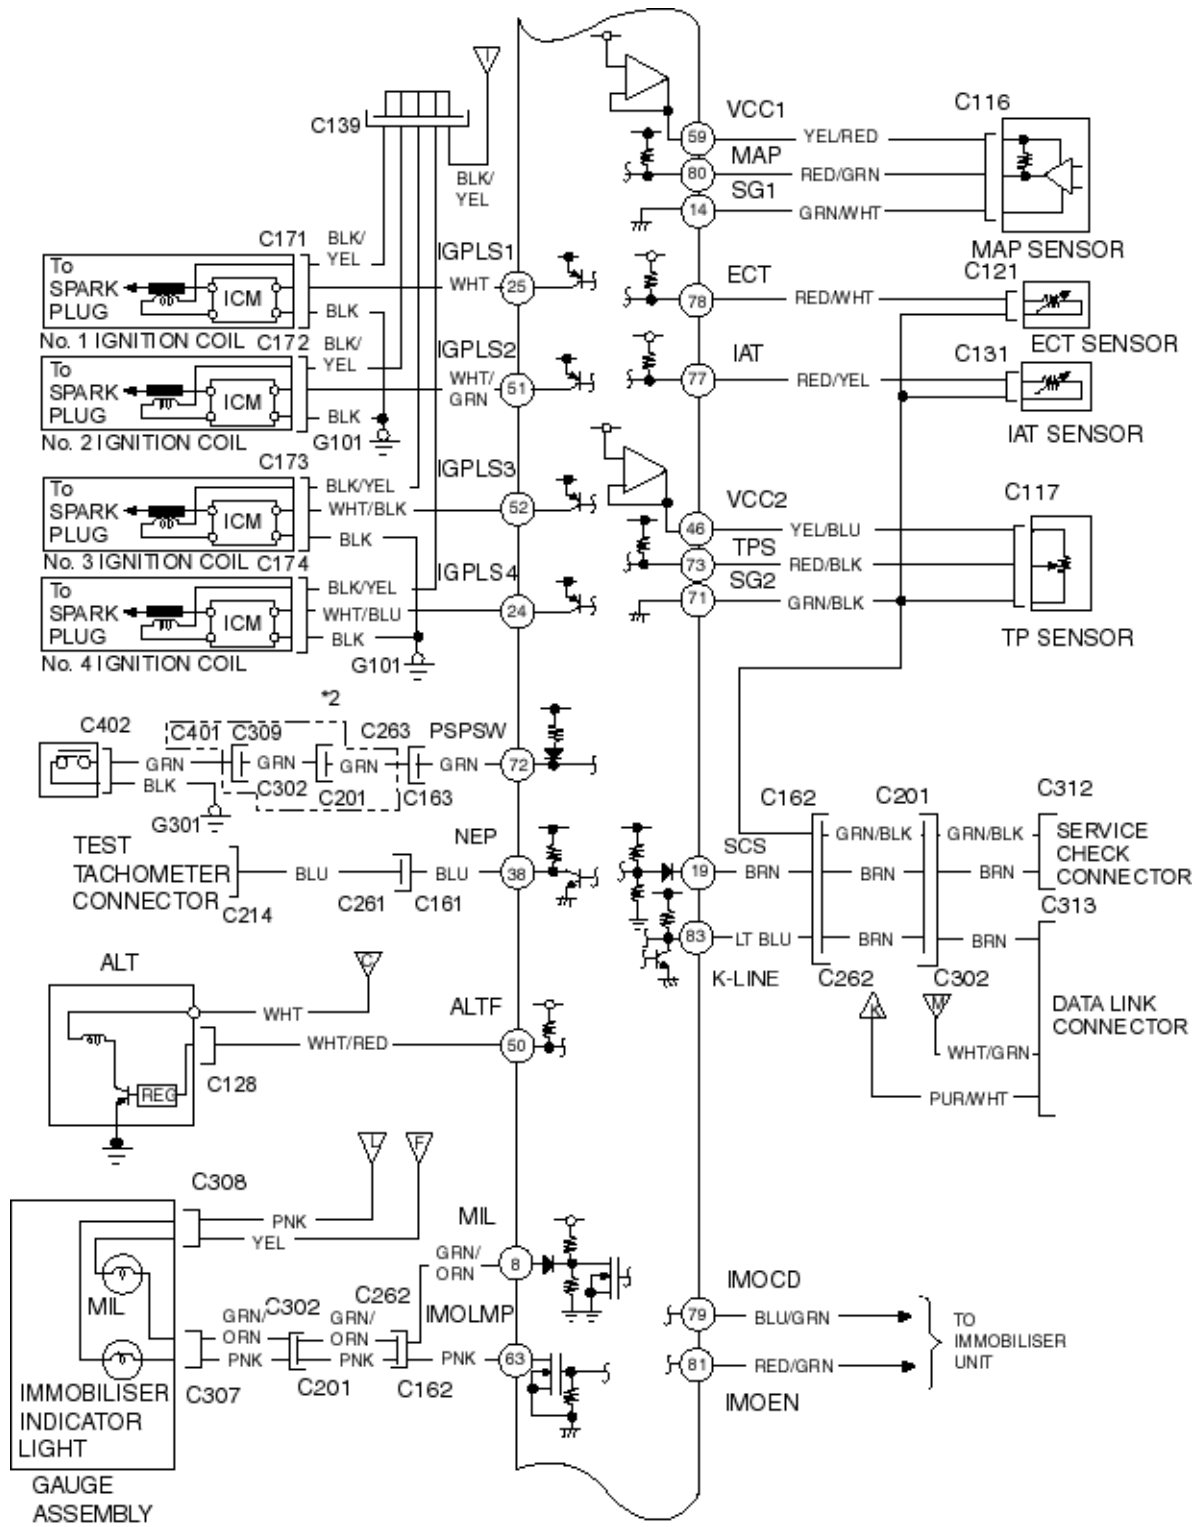 I
C139
BLK/
YEL
VCC1
C116
59
YEL/RED
MAP
80
RED/GRN
SG1
14
GRN/WHT
MAP SENSOR
C171
BLK/
YEL
IGPLS1
To
SPARK
PLUG
ICM
WHT
25
BLK
No. 1 IGNITION COIL
ECT
C121
78
RED/WHT
ECT SENSOR
C172
BLK/
YEL
IGPLS2
To
SPARK
PLUG
ICM
WHT/
GRN
51
BLK
G101
No. 2 IGNITION COIL
IAT
C131
77
RED/YEL
IAT SENSOR
C173
IGPLS3
To
SPARK
PLUG
ICM
BLK/YEL
WHT/BLK
52
BLK
No. 3 IGNITION COIL
VCC2
C117
46
YEL/BLU
TPS
73
RED/BLK
SG2
71
GRN/BLK
TP SENSOR
C174
IGPLS4
To
SPARK
PLUG
ICM
BLK/YEL
WHT/BLU
24
BLK
G101
No. 4 IGNITION COIL
*2
C402
C401
C309
C263
PSPSW
GRN
GRN
GRN
GRN
72
BLK
C302
C201
C163
G301
TEST
TACHOMETER
CONNECTOR
NEP
BLU
BLU
38
C214
C261
C161
C162
C201
C312
GRN/BLK
GRN/BLK
SCS
19
BRN
BRN
BRN
SERVICE
CHECK
CONNECTOR
C313
83
LT BLU
BRN
BRN
K-LINE
C262
C302
K
M
DATA LINK
CONNECTOR
WHT/GRN
PUR/WHT
ALT
C
WHT
ALTF
WHT/RED
50
C128
REG
L
F
C308
PNK
YEL
MIL
MIL
GRN/
ORN
8
GRN/
ORN
C302
GRN/
ORN
C262
IMOLMP
PNK
PNK
PNK
63
C307
C201
C162
IMMOBILISER
INDICATOR
LIGHT
GAUGE
ASSEMBLY
IMOCD
79
BLU/GRN
81
RED/GRN
IMOEN
TO
IMMOBILISER
UNIT